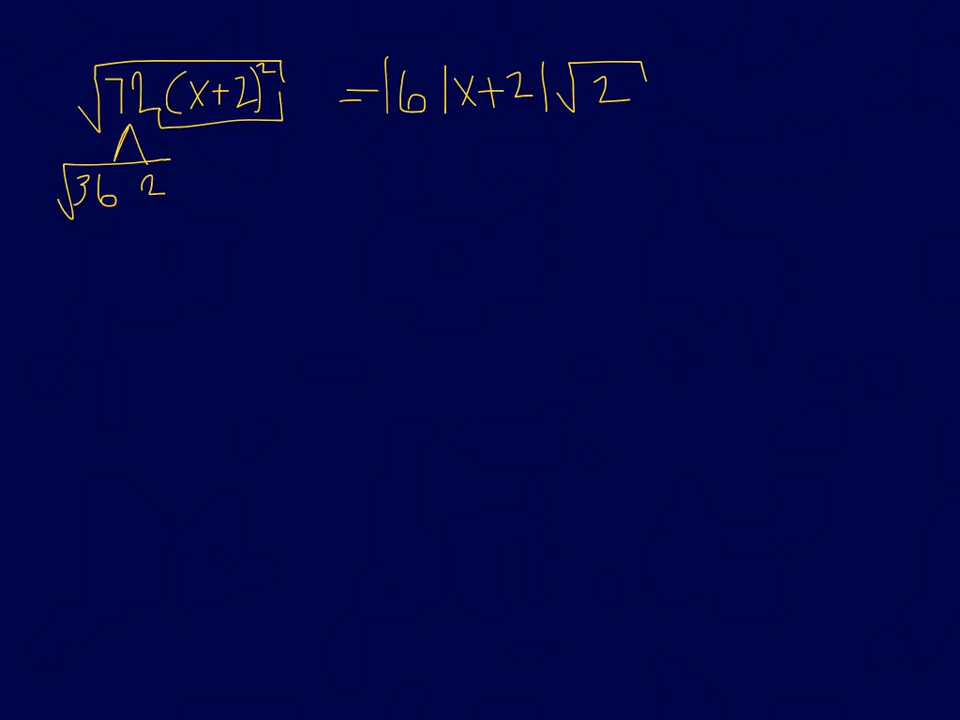 √72(x+2)² = |6|x+2|√2
√36 2